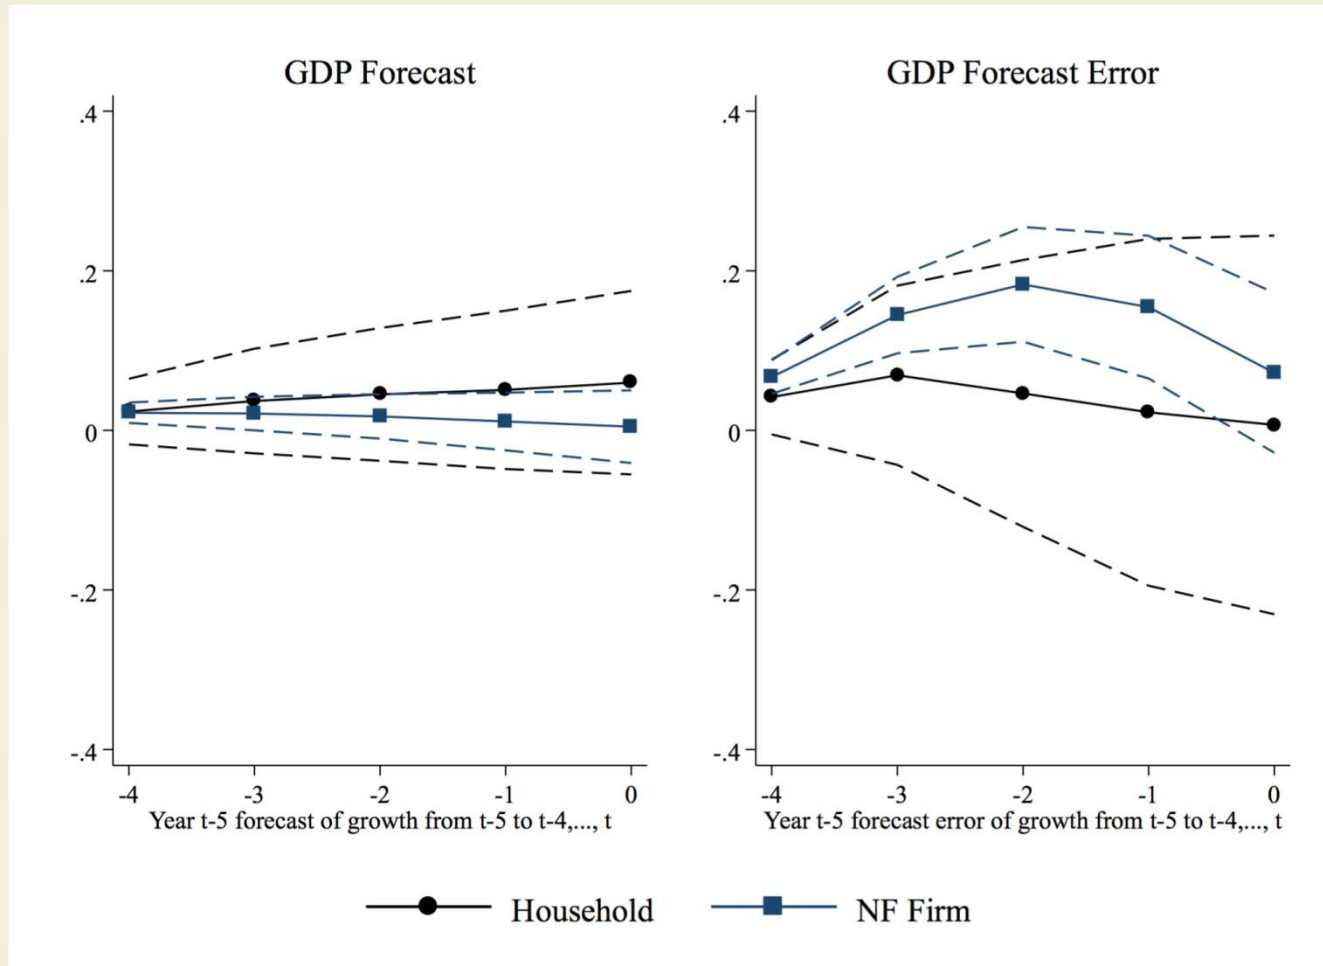 GDP Forecast
.4
.2
0
-.2
-.4
-4 -3 -2 -1 0
Year t-5 forecast of growth from t-5 to t-4,..., t
GDP Forecast Error
.4
.2
0
-.2
-.4
-4 -3 -2 -1 0
Year t-5 forecast error of growth from t-5 to t-4,..., t
Household NF Firm